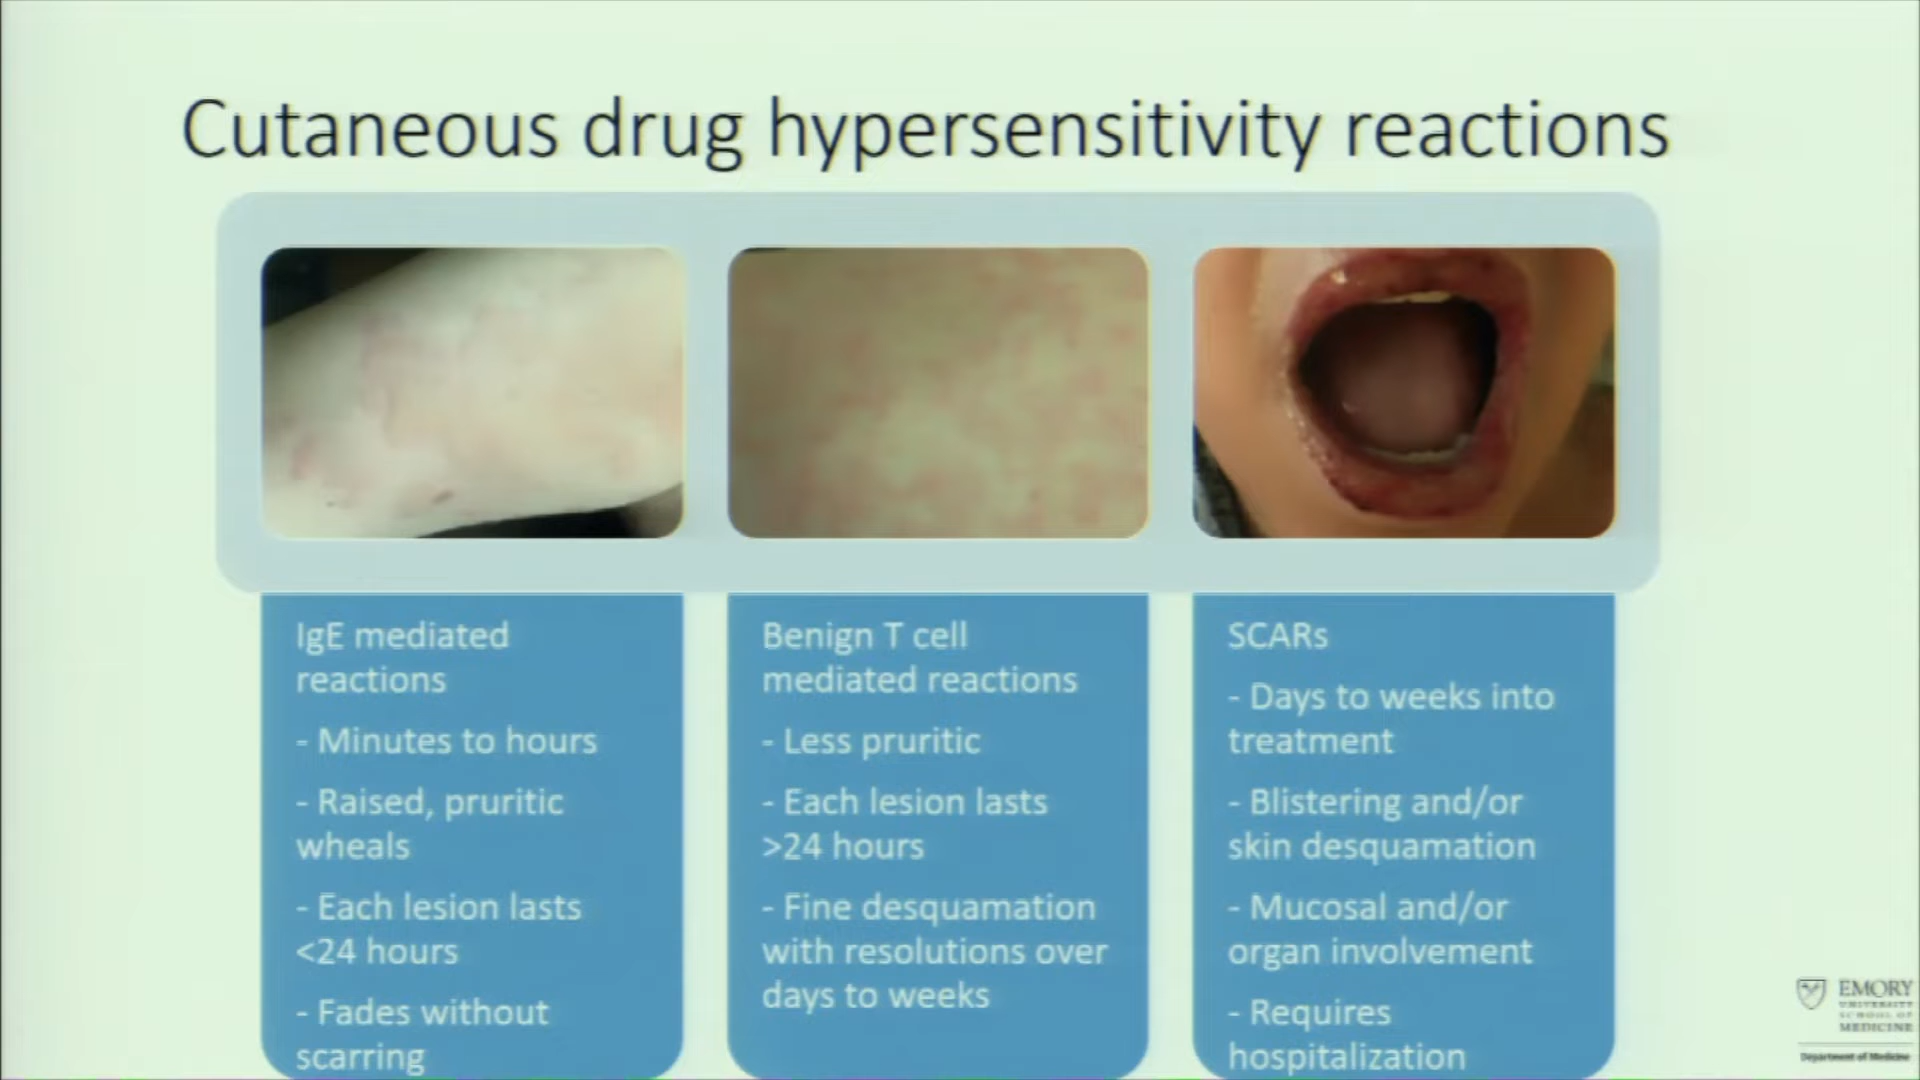 Cutaneous drug hypersensitivity reactions
IgE mediated
reactions
- Minutes to hours
- Raised, pruritic
wheals
- Each lesion lasts
<24 hours
- Fades without
scarring
Benign T cell
mediated reactions
- Less pruritic
- Each lesion lasts
>24 hours
- Fine desquamation
with resolutions over
days to weeks
SCARs
- Days to weeks into
treatment
- Blistering and/or
skin desquamation
- Mucosal and/or
organ involvement
- Requires
hospitalization
EMORY
UNIVERSITY
SCHOOL OF
MEDICINE
Department of Medicine